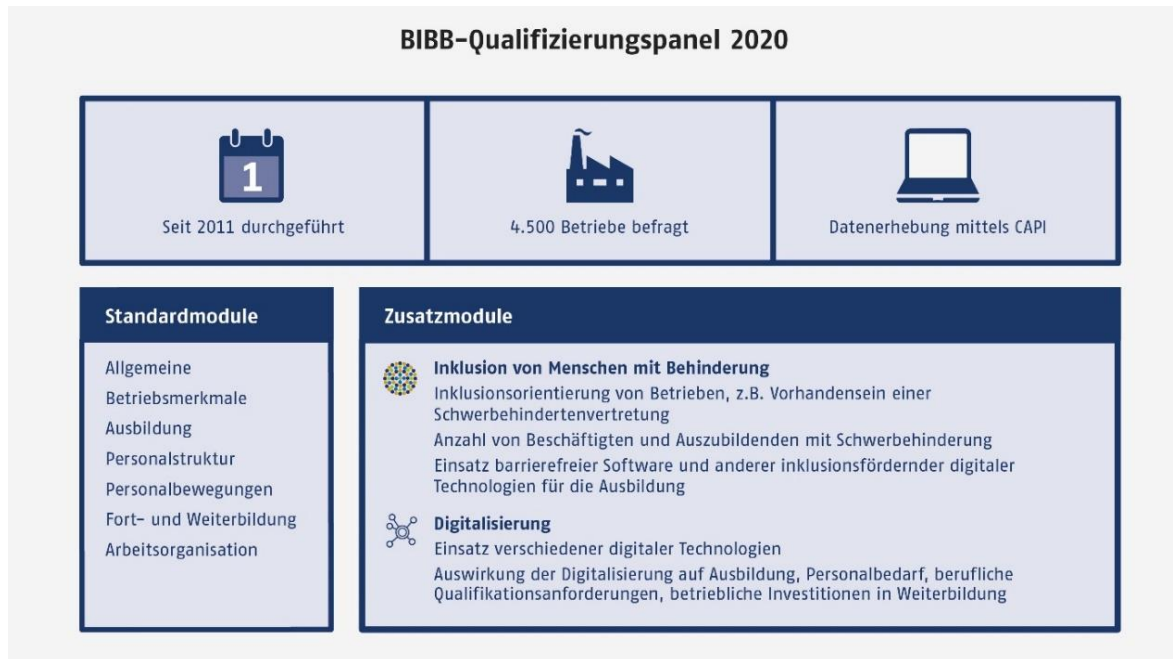 BIBB-Qualifizierungspanel 2020
1
Seit 2011 durchgeführt
4.500 Betriebe befragt
Datenerhebung mittels CAPI
Standardmodule
Allgemeine
Betriebsmerkmale
Ausbildung
Personalstruktur
Personalbewegungen
Fort- und Weiterbildung
Arbeitsorganisation
Zusatzmodule
Inklusion von Menschen mit Behinderung
Inklusionsorientierung von Betrieben, z.B. Vorhandensein einer
Schwerbehindertenvertretung
Anzahl von Beschäftigten und Auszubildenden mit Schwerbehinderung
Einsatz barrierefreier Software und anderer inklusionsfördernder digitaler
Technologien für die Ausbildung
Digitalisierung
Einsatz verschiedener digitaler Technologien
Auswirkung der Digitalisierung auf Ausbildung, Personalbedarf, berufliche
Qualifikationsanforderungen, betriebliche Investitionen in Weiterbildung